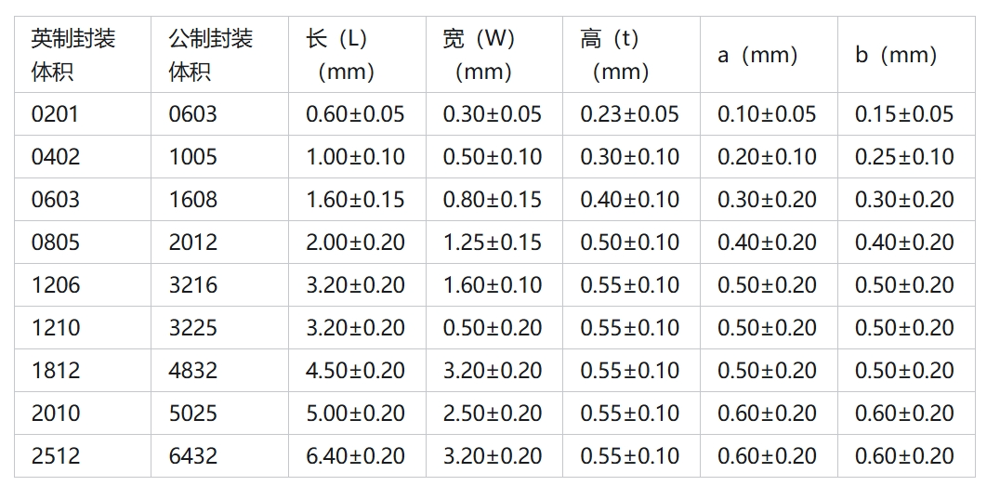 英制封装体积 公制封装体积 长（L）（mm） 宽（W）（mm） 高（t）（mm） a（mm） b（mm）
0201 0603 0.60±0.05 0.30±0.05 0.23±0.05 0.10±0.05 0.15±0.05
0402 1005 1.00±0.10 0.50±0.10 0.30±0.10 0.20±0.10 0.25±0.10
0603 1608 1.60±0.15 0.80±0.15 0.40±0.10 0.30±0.20 0.30±0.20
0805 2012 2.00±0.20 1.25±0.15 0.50±0.10 0.40±0.20 0.40±0.20
1206 3216 3.20±0.20 1.60±0.10 0.55±0.10 0.50±0.20 0.50±0.20
1210 3225 3.20±0.20 0.50±0.20 0.55±0.10 0.50±0.20 0.50±0.20
1812 4832 4.50±0.20 3.20±0.20 0.55±0.10 0.50±0.20 0.50±0.20
2010 5025 5.00±0.20 2.50±0.20 0.55±0.10 0.60±0.20 0.60±0.20
2512 6432 6.40±0.20 3.20±0.20 0.55±0.10 0.60±0.20 0.60±0.20